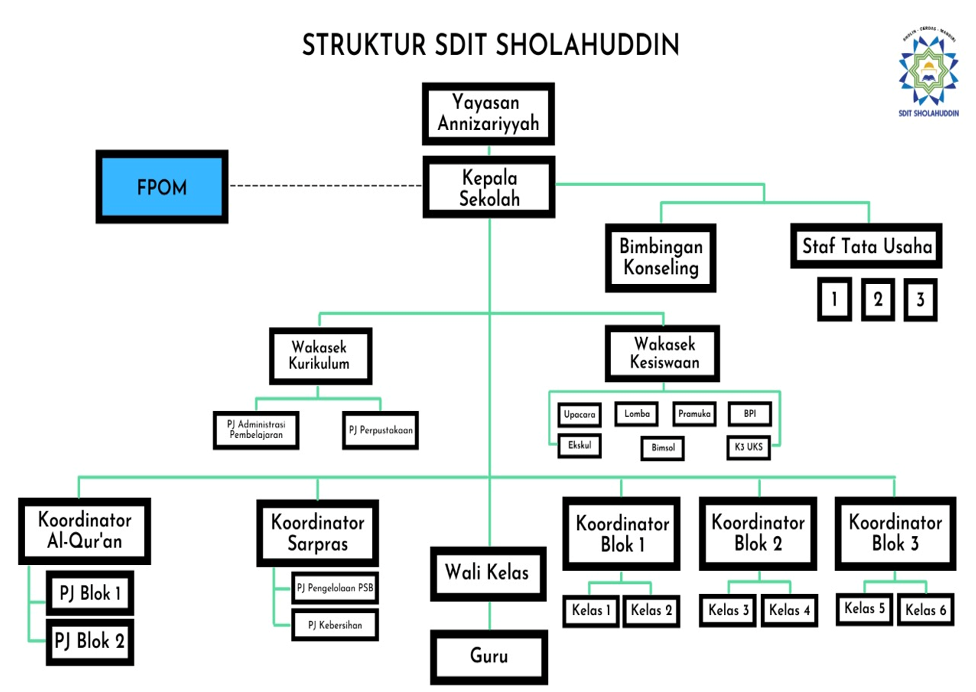 STRUKTUR SDIT SHOLAHUDDIN
SHOLIH - CERDAS - MANDIRI
SDIT SHOLAHUDDIN
Yayasan
Annizariyyah
FPOM
Kepala
Sekolah
Bimbingan
Konseling
Staf Tata Usaha
1
2
3
Wakasek
Kurikulum
Wakasek
Kesiswaan
PJ Administrasi
Pembelajaran
PJ Perpustakaan
Upacara
Lomba
Pramuka
BPI
Ekskul
Bimsol
K3 UKS
Koordinator
Al-Qur'an
PJ Blok 1
PJ Blok 2
Koordinator
Sarpras
PJ Pengelolaan PSB
PJ Kebersihan
Wali Kelas
Guru
Koordinator
Blok 1
Kelas 1
Kelas 2
Koordinator
Blok 2
Kelas 3
Kelas 4
Koordinator
Blok 3
Kelas 5
Kelas 6